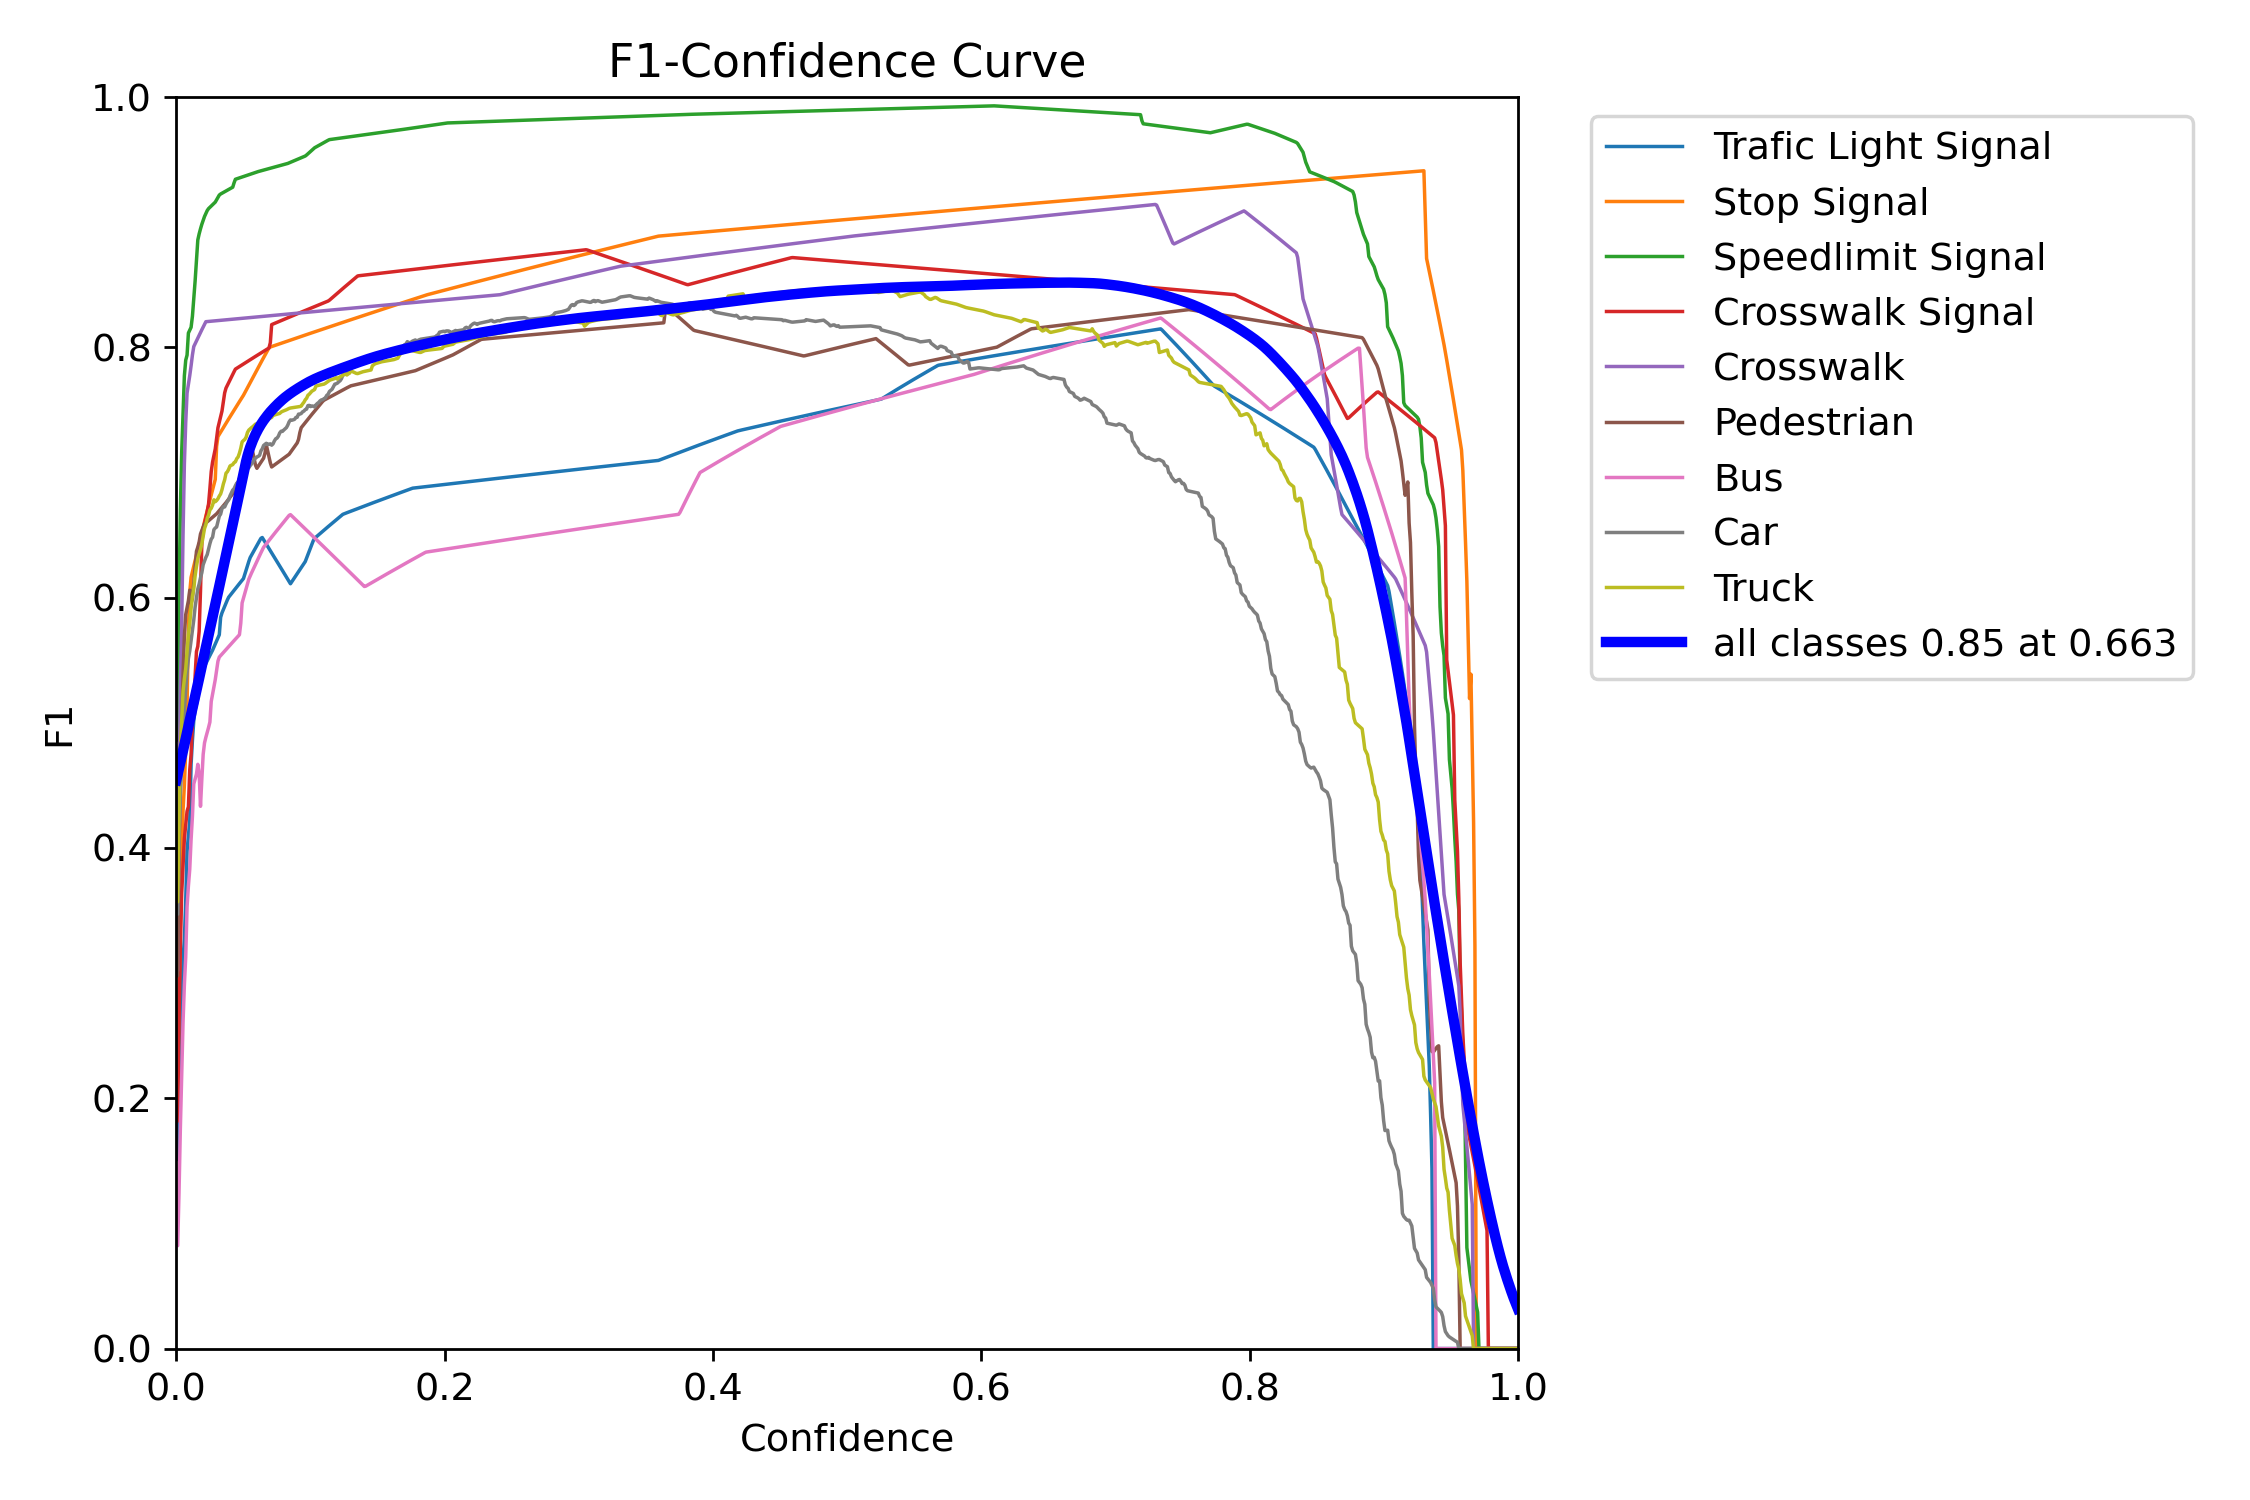 F1-Confidence Curve
1.0
0.8
0.6
0.4
0.2
0.0
F1
0.0 0.2 0.4 0.6 0.8 1.0
Confidence
Trafic Light Signal
Stop Signal
Speedlimit Signal
Crosswalk Signal
Crosswalk
Pedestrian
Bus
Car
Truck
all classes 0.85 at 0.663